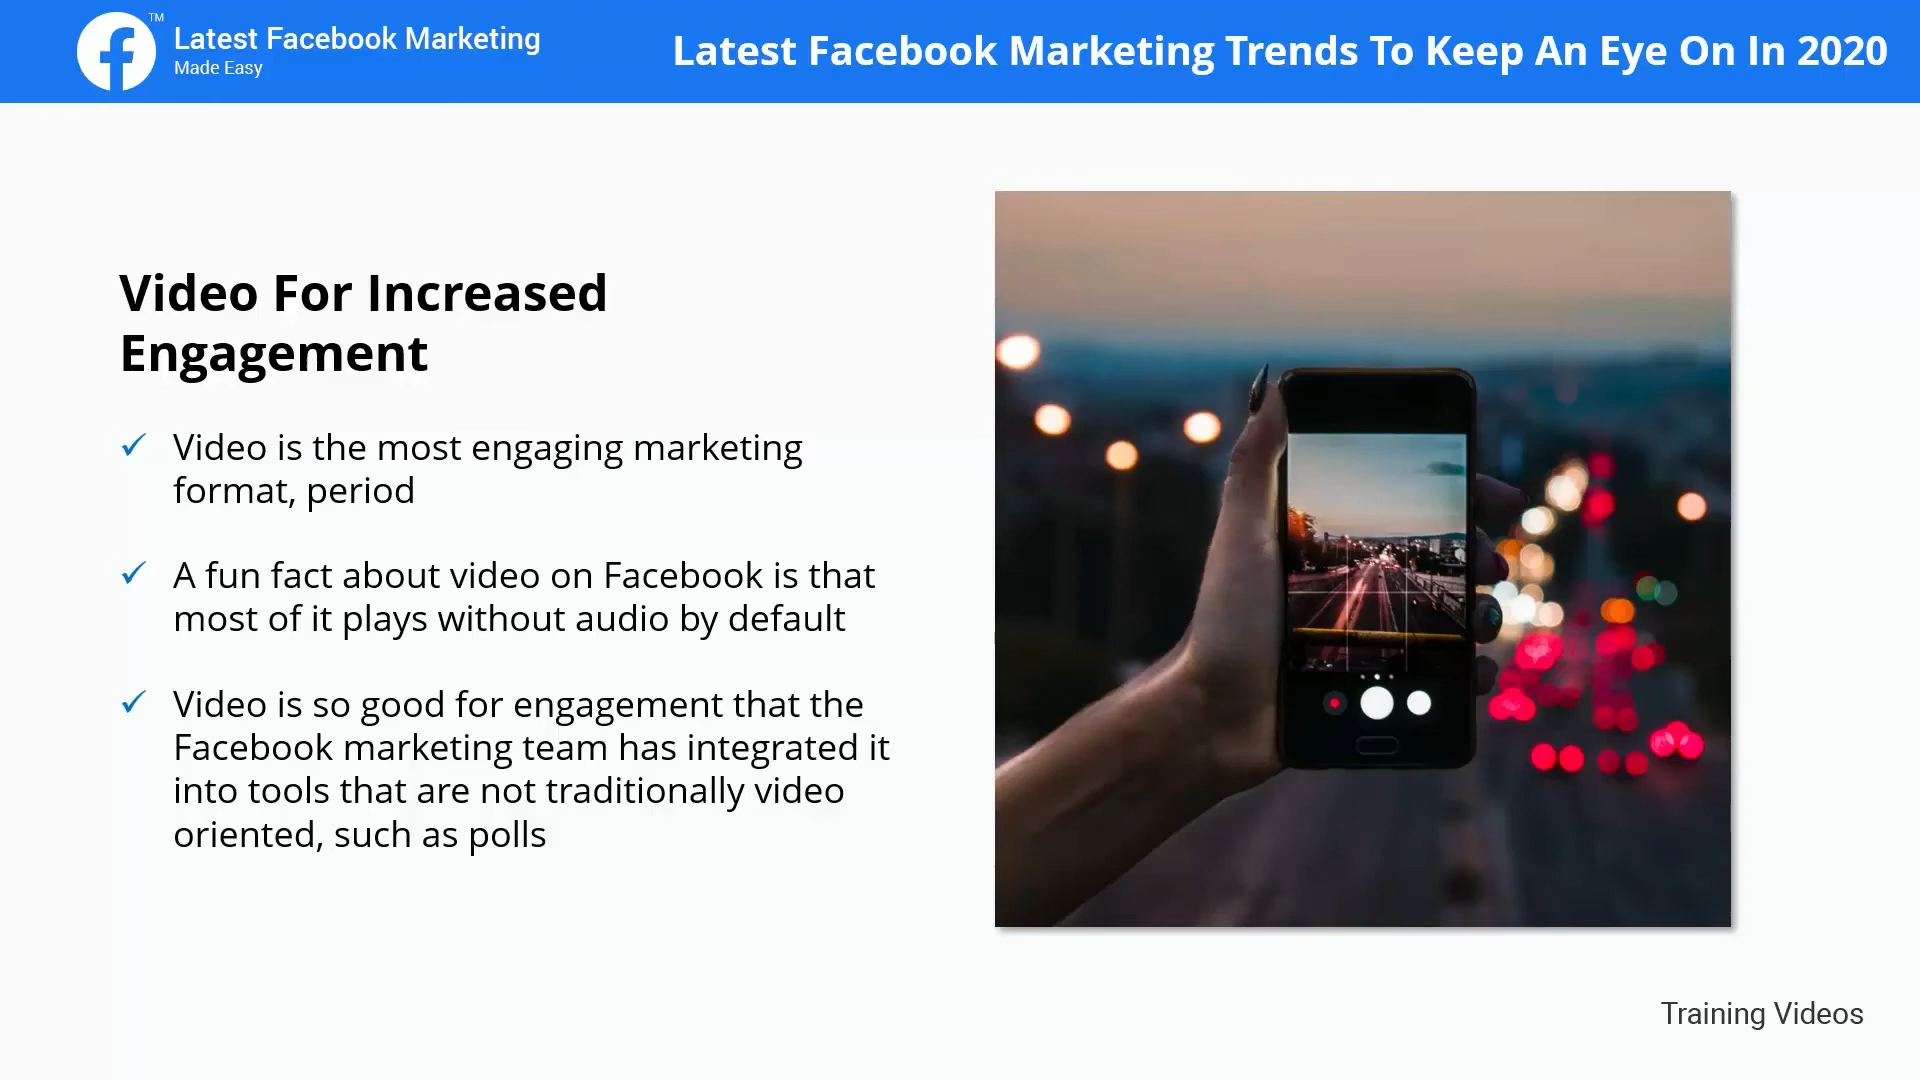 Latest Facebook Marketing
TM
Made Easy
Latest Facebook Marketing Trends To Keep An Eye On In 2020
Video For Increased
Engagement
Video is the most engaging marketing
format, period
A fun fact about video on Facebook is that
most of it plays without audio by default
Video is so good for engagement that the
Facebook marketing team has integrated it
into tools that are not traditionally video
oriented, such as polls
Training Videos